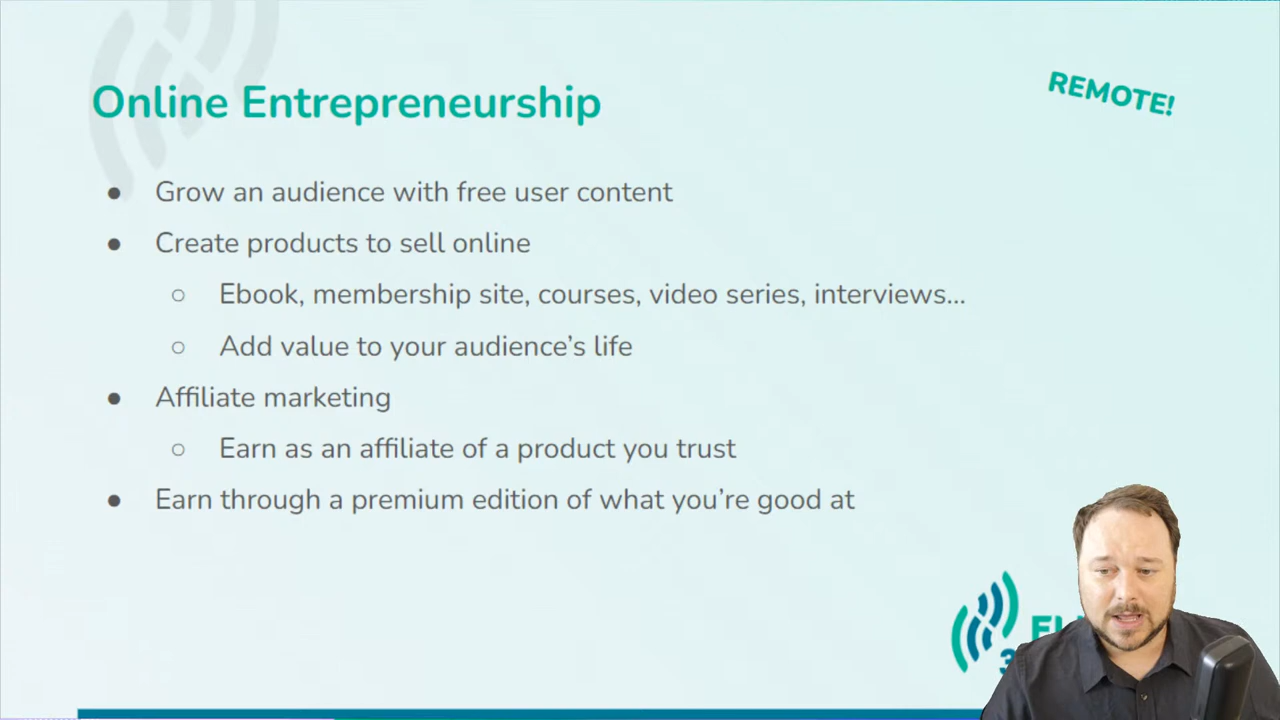 Online Entrepreneurship
REMOTE!
● Grow an audience with free user content
● Create products to sell online
○ Ebook, membership site, courses, video series, interviews...
○ Add value to your audience’s life
● Affiliate marketing
○ Earn as an affiliate of a product you trust
● Earn through a premium edition of what you’re good at